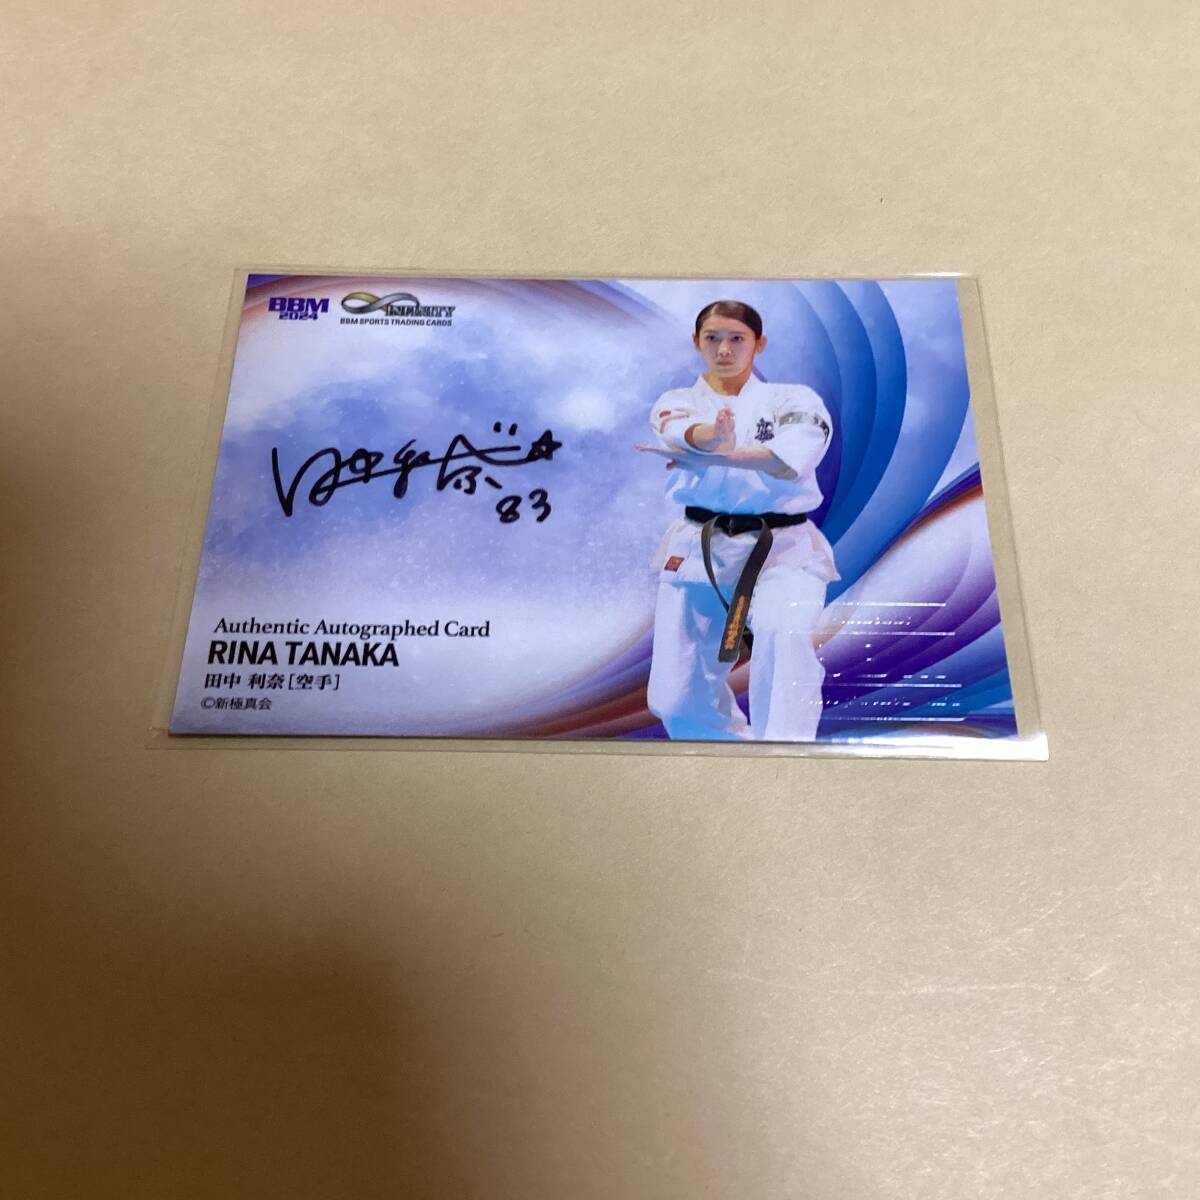 BBM
2024
INFINITY
BBM SPORTS TRADING CARDS
田中利奈
83
Authentic Autographed Card
RINA TANAKA
田中 利奈[空手]
©新極真会